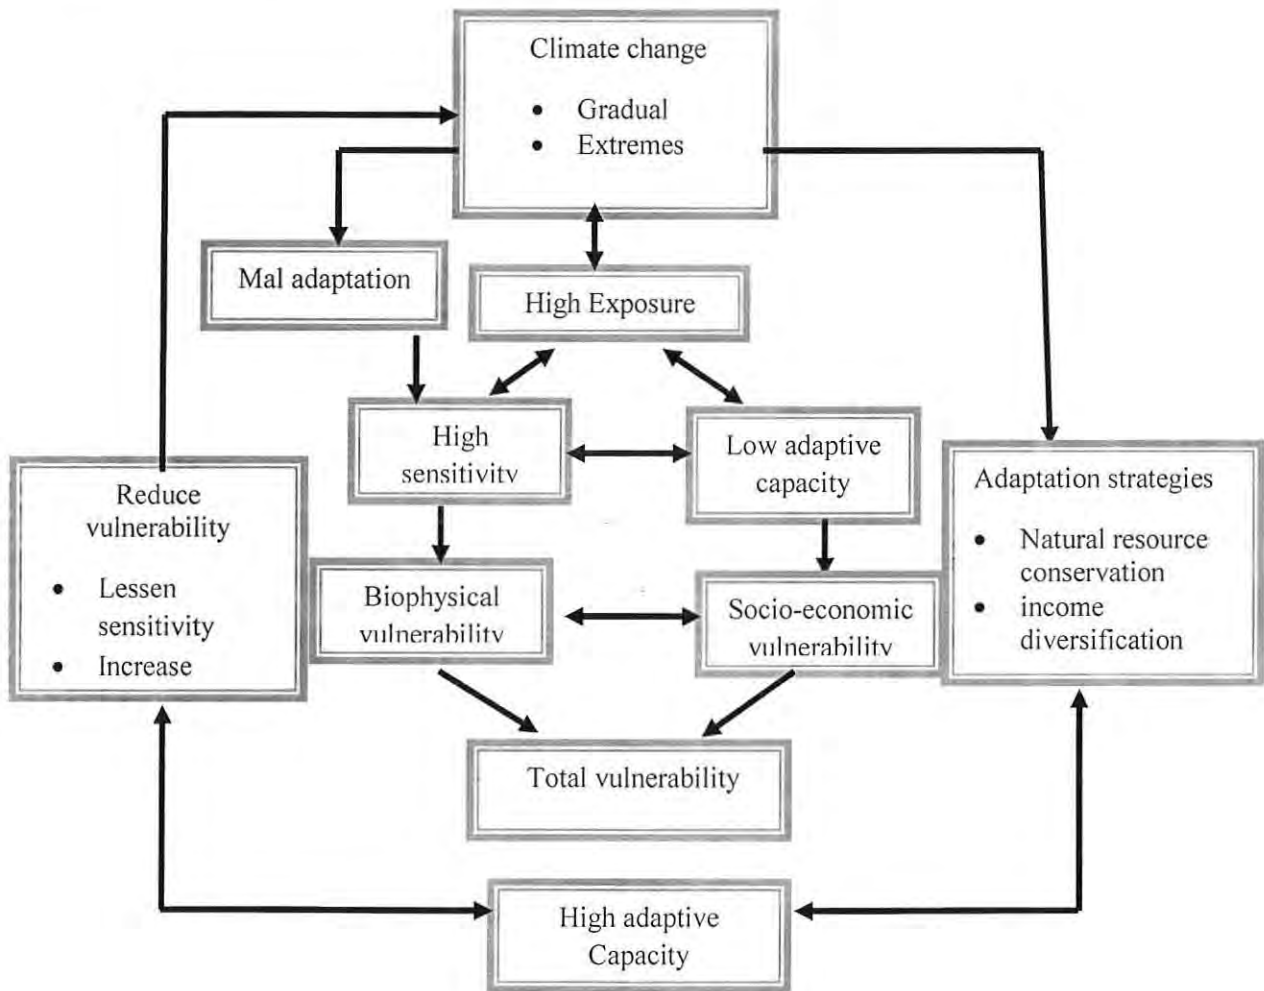 Climate change
• Gradual
• Extremes
Mal adaptation
High Exposure
High
sensitivity
Low adaptive
capacity
Reduce
vulnerability
• Lessen
sensitivity
• Increase
Adaptation strategies
• Natural resource
conservation
• income
diversification
Biophysical
vulnerability
Socio-economic
vulnerability
Total vulnerability
High adaptive
Capacity